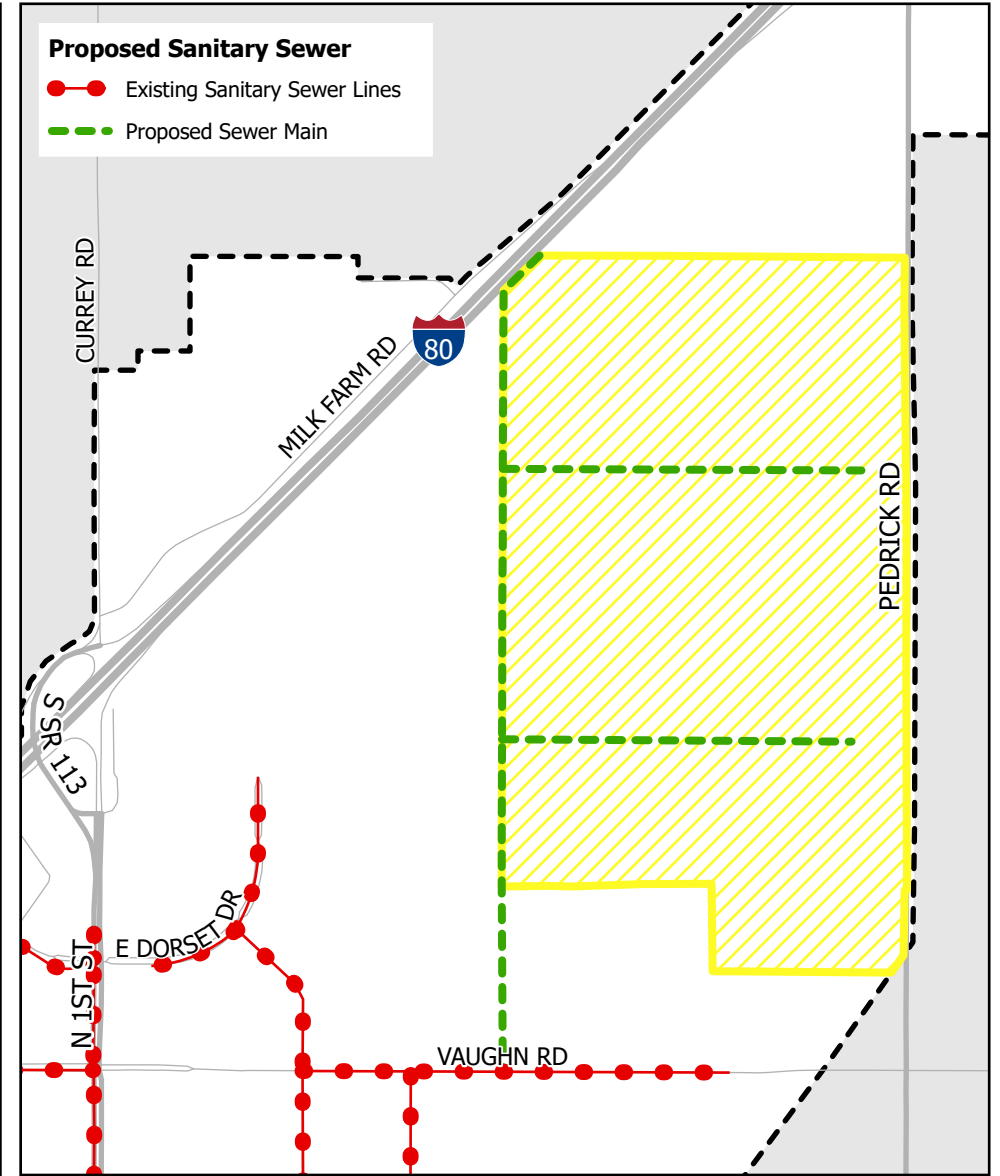 Proposed Sanitary Sewer
Existing Sanitary Sewer Lines
Proposed Sewer Main
CURREY RD
MILK FARM RD
80
PEDRICK RD
SR S
113
E DORSET DR
N 1ST ST
VAUGHN RD